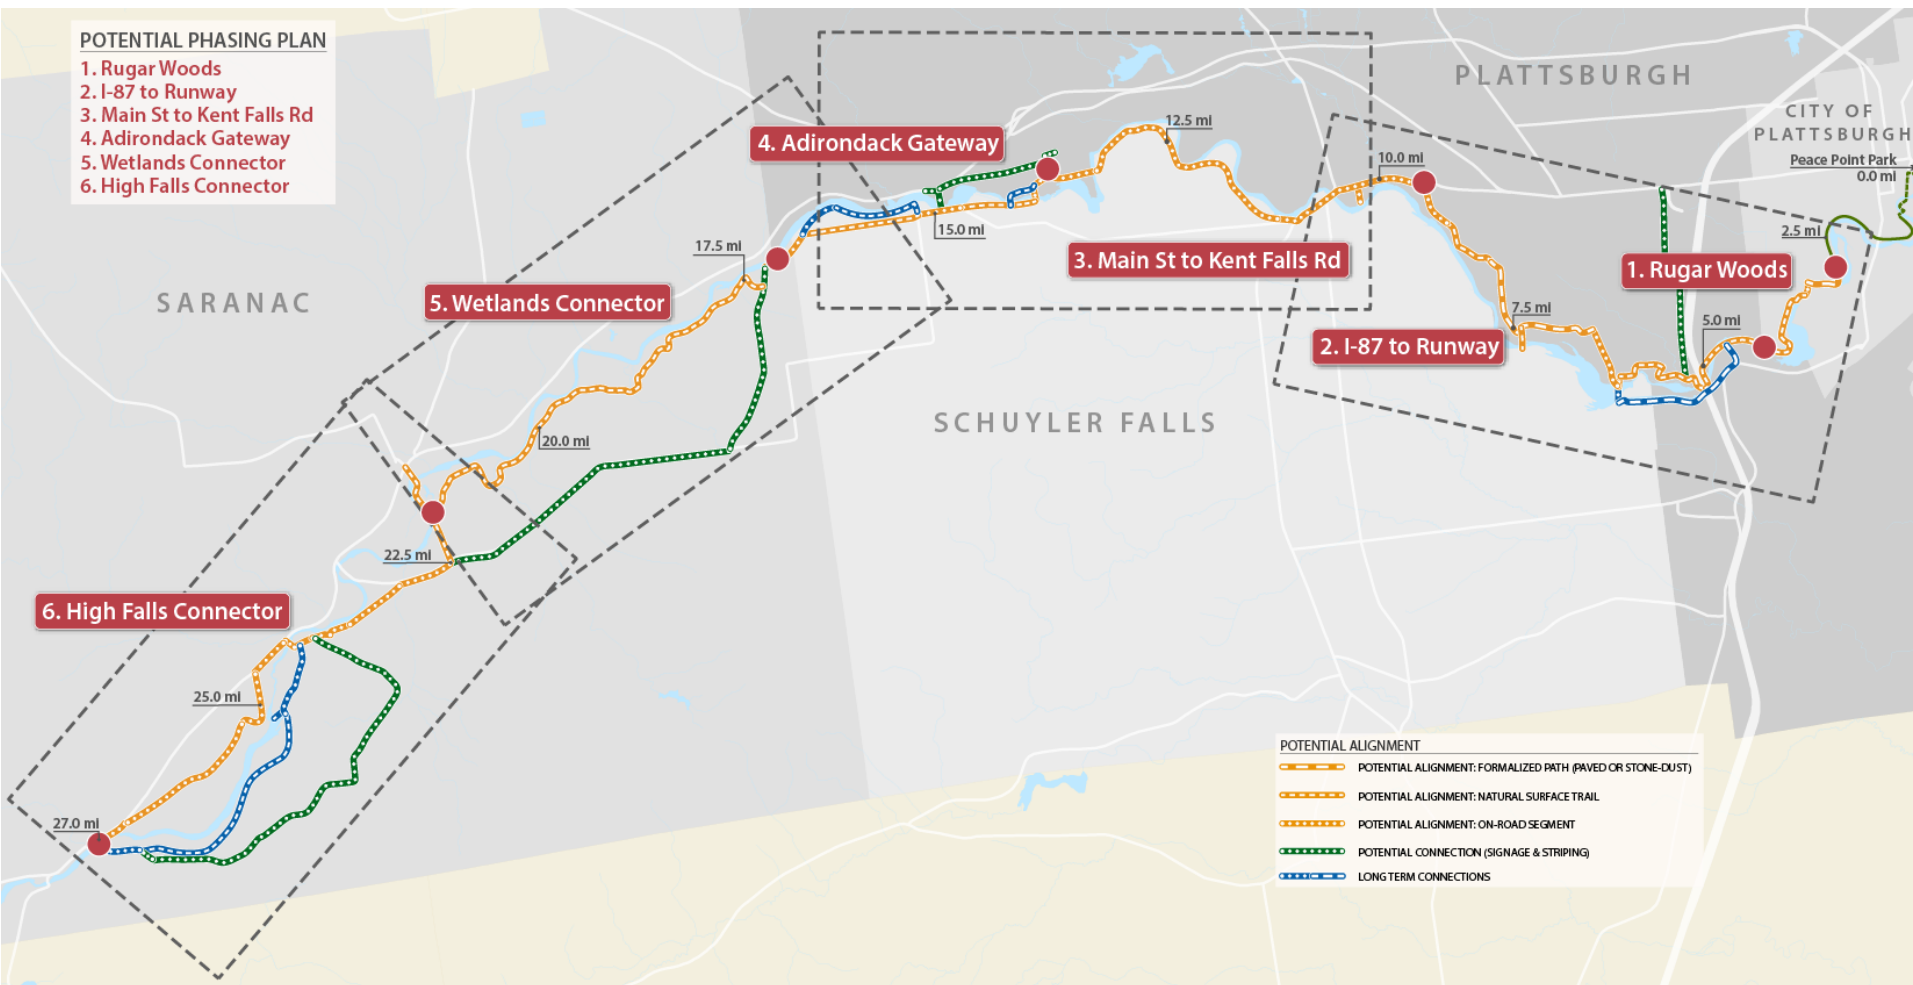 POTENTIAL PHASING PLAN
1. Rugar Woods
2. I-87 to Runway
3. Main St to Kent Falls Rd
4. Adirondack Gateway
5. Wetlands Connector
6. High Falls Connector
PLATTSBURGH
CITY OF
PLATTSBURGH
Peace Point Park
0.0 mi
12.5 mi
4. Adirondack Gateway
10.0 mi
2.5 mi
15.0 mi
17.5 mi
3. Main St to Kent Falls Rd
1. Rugar Woods
SARANAC
5. Wetlands Connector
7.5 mi
5.0 mi
2. I-87 to Runway
SCHUYLER FALLS
20.0 mi
22.5 mi
6. High Falls Connector
25.0 mi
27.0 mi
POTENTIAL ALIGNMENT
POTENTIAL ALIGNMENT: FORMALIZED PATH (PAVED OR STONE-DUST)
POTENTIAL ALIGNMENT: NATURAL SURFACE TRAIL
POTENTIAL ALIGNMENT: ON-ROAD SEGMENT
POTENTIAL CONNECTION (SIGNAGE & STRIPING)
LONG TERM CONNECTIONS